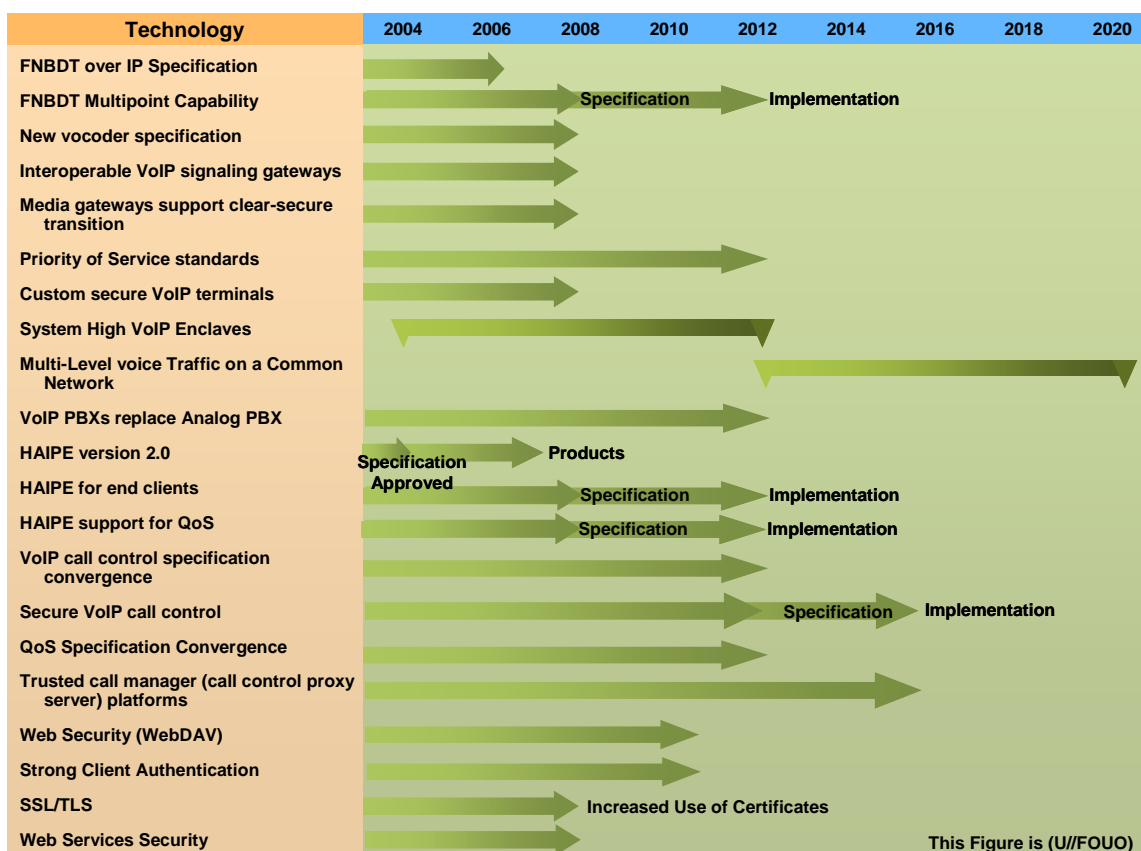 Technology 2004 2006 2008 2010 2012 2014 2016 2018 2020
FNBDT over IP Specification
FNBDT Multipoint Capability Specification Implementation
New vocoder specification
Interoperable VoIP signaling gateways
Media gateways support clear-secure
transition
Priority of Service standards
Custom secure VoIP terminals
System High VoIP Enclaves
Multi-Level voice Traffic on a Common
Network
VoIP PBXs replace Analog PBX
HAIPE version 2.0 Products
Specification
Approved
HAIPE for end clients Specification Implementation
HAIPE support for QoS Specification Implementation
VoIP call control specification
convergence
Secure VoIP call control Specification Implementation
QoS Specification Convergence
Trusted call manager (call control proxy
server) platforms
Web Security (WebDAV)
Strong Client Authentication
SSL/TLS Increased Use of Certificates
Web Services Security
This Figure is (U//FOUO)